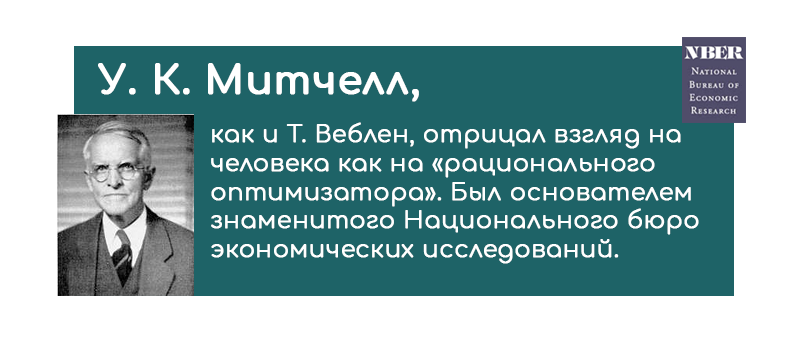 У. К. Митчелл,
NBER
NATIONAL
BUREAU OF
ECONOMIC
RESEARCH
как и Т. Веблен, отрицал взгляд на
человека как на «рационального
оптимизатора». Был основателем
знаменитого Национального бюро
экономических исследований.